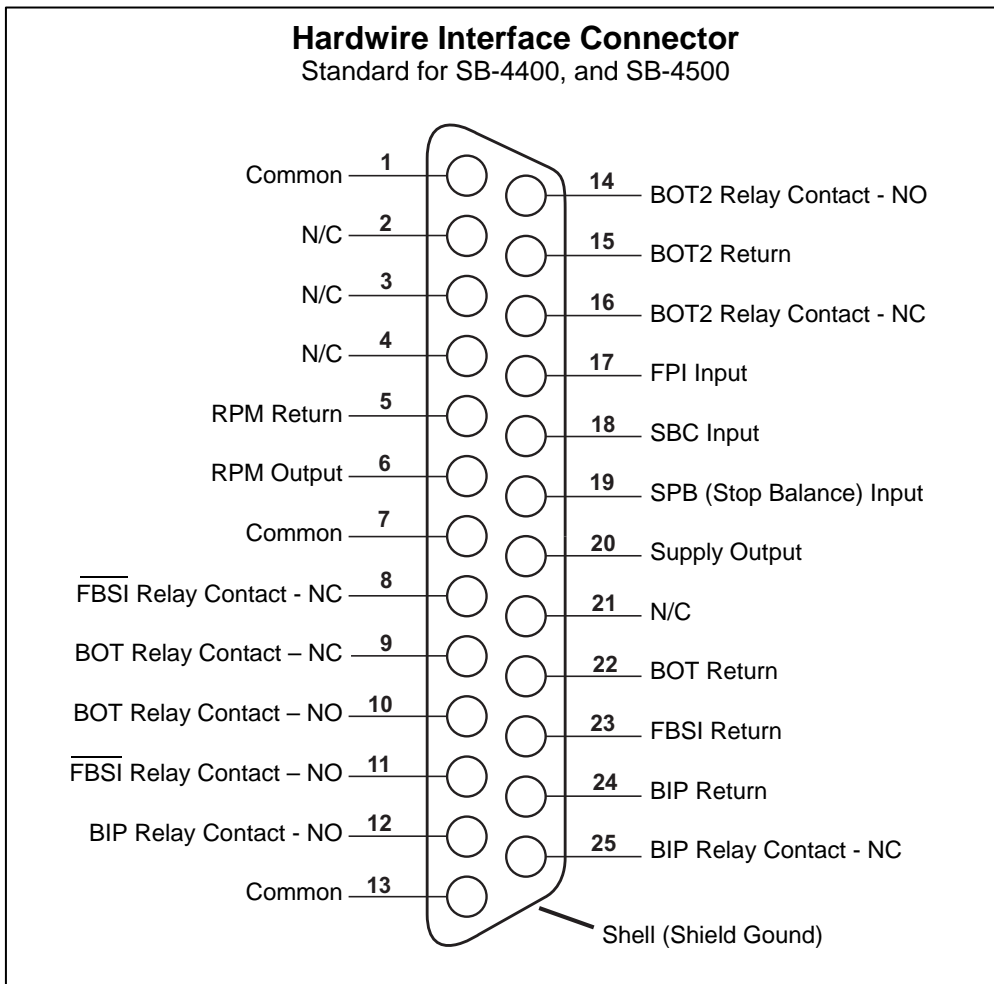 Hardwire Interface Connector
Standard for SB-4400, and SB-4500
Common 1
N/C 2
N/C 3
N/C 4
RPM Return 5
RPM Output 6
Common 7
F̅B̅S̅I̅ Relay Contact - NC 8
BOT Relay Contact – NC 9
BOT Relay Contact – NO 10
F̅B̅S̅I̅ Relay Contact – NO 11
BIP Relay Contact - NO 12
Common 13
14 BOT2 Relay Contact - NO
15 BOT2 Return
16 BOT2 Relay Contact - NC
17 FPI Input
18 SBC Input
19 SPB (Stop Balance) Input
20 Supply Output
21 N/C
22 BOT Return
23 FBSI Return
24 BIP Return
25 BIP Relay Contact - NC
Shell (Shield Gound)